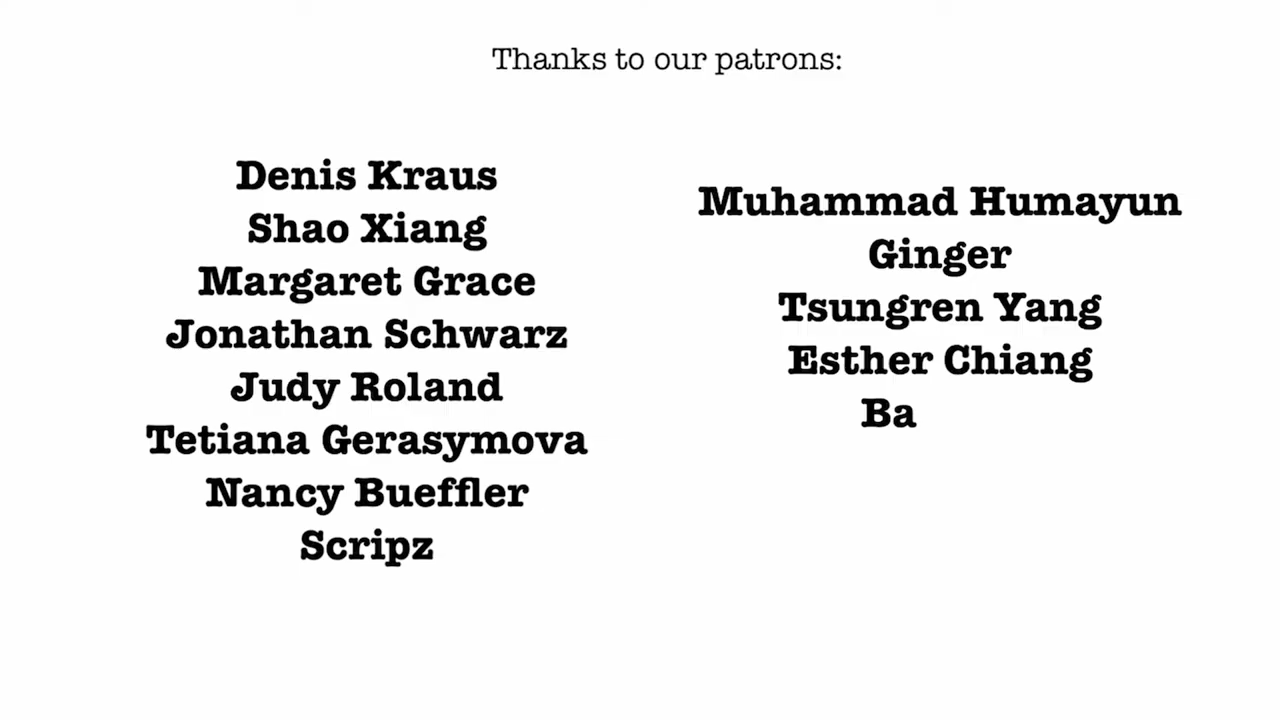 Thanks to our patrons:
Denis Kraus
Shao Xiang
Margaret Grace
Jonathan Schwarz
Judy Roland
Tetiana Gerasymova
Nancy Bueffler
Scripz
Muhammad Humayun
Ginger
Tsungren Yang
Esther Chiang
Ba